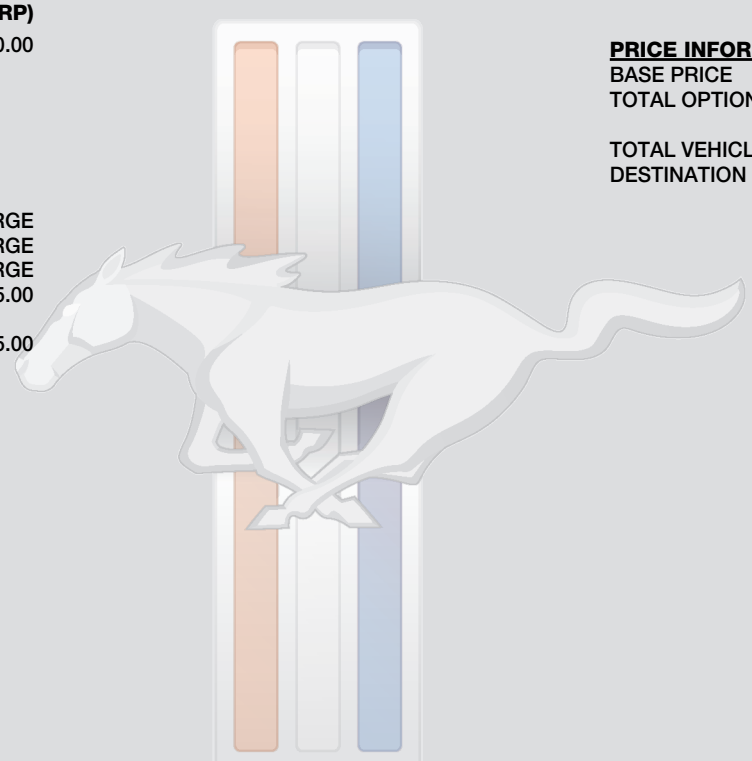 RP)
0.00
RGE
RGE
RGE
5.00
5.00
PRICE INFOR
BASE PRICE
TOTAL OPTION
TOTAL VEHICL
DESTINATION